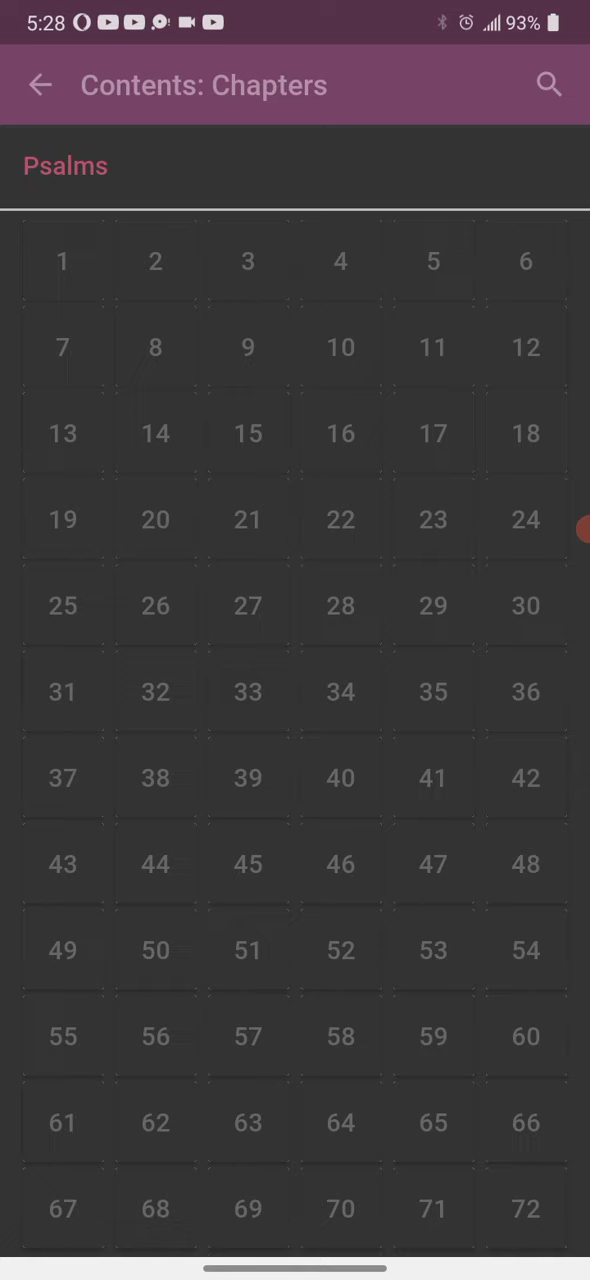 5:28 93%
Contents: Chapters
Psalms
1 2 3 4 5 6
7 8 9 10 11 12
13 14 15 16 17 18
19 20 21 22 23 24
25 26 27 28 29 30
31 32 33 34 35 36
37 38 39 40 41 42
43 44 45 46 47 48
49 50 51 52 53 54
55 56 57 58 59 60
61 62 63 64 65 66
67 68 69 70 71 72